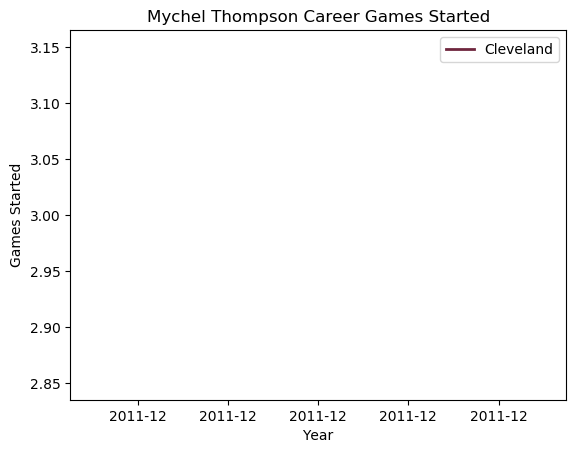 Mychel Thompson Career Games Started
Cleveland
3.15
3.10
3.05
3.00
2.95
2.90
2.85
Games Started
2011-12 2011-12 2011-12 2011-12 2011-12
Year